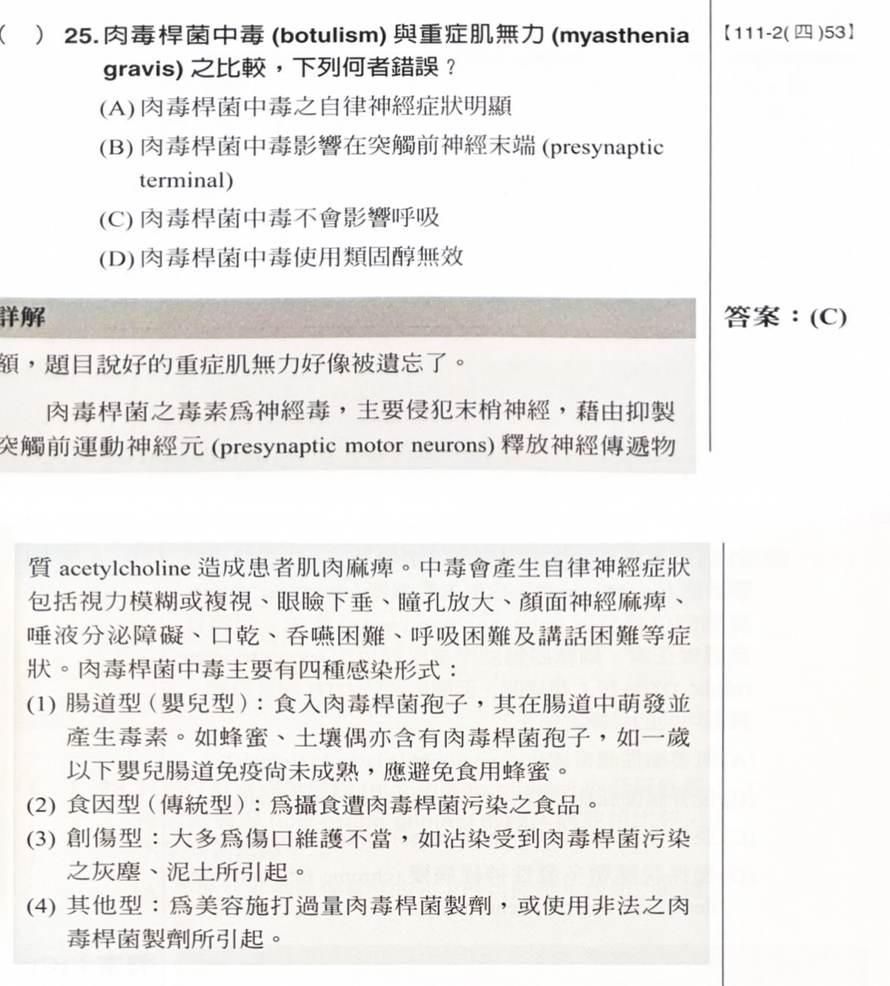 ( ) 25. 肉毒桿菌中毒 (botulism) 與重症肌無力 (myasthenia
gravis) 之比較，下列何者錯誤？
【111-2(四)53】
(A) 肉毒桿菌中毒之自律神經症狀明顯
(B) 肉毒桿菌中毒影響在突觸前神經末端 (presynaptic
terminal)
(C) 肉毒桿菌中毒不會影響呼吸
(D) 肉毒桿菌中毒使用類固醇無效
詳解
答案：(C)
額，題目說好的重症肌無力好像被遺忘了。
肉毒桿菌之毒素為神經毒，主要侵犯末梢神經，藉由抑製
突觸前運動神經元 (presynaptic motor neurons) 釋放神經傳遞物
質 acetylcholine 造成患者肌肉麻痺。中毒會產生自律神經症狀
包括視力模糊或複視、眼瞼下垂、瞳孔放大、顏面神經麻痺、
唾液分泌障礙、口乾、吞嚥困難、呼吸困難及講話困難等症
狀。肉毒桿菌中毒主要有四種感染形式：
(1) 腸道型（嬰兒型）：食入肉毒桿菌孢子，其在腸道中萌發並
產生毒素。如蜂蜜、土壤偶亦含有肉毒桿菌孢子，如一歲
以下嬰兒腸道免疫尚未成熟，應避免食用蜂蜜。
(2) 食因型（傳統型）：為攝食遭肉毒桿菌污染之食品。
(3) 創傷型：大多為傷口維護不當，如沾染受到肉毒桿菌污染
之灰塵、泥土所引起。
(4) 其他型：為美容施打過量肉毒桿菌製劑，或使用非法之肉
毒桿菌製劑所引起。